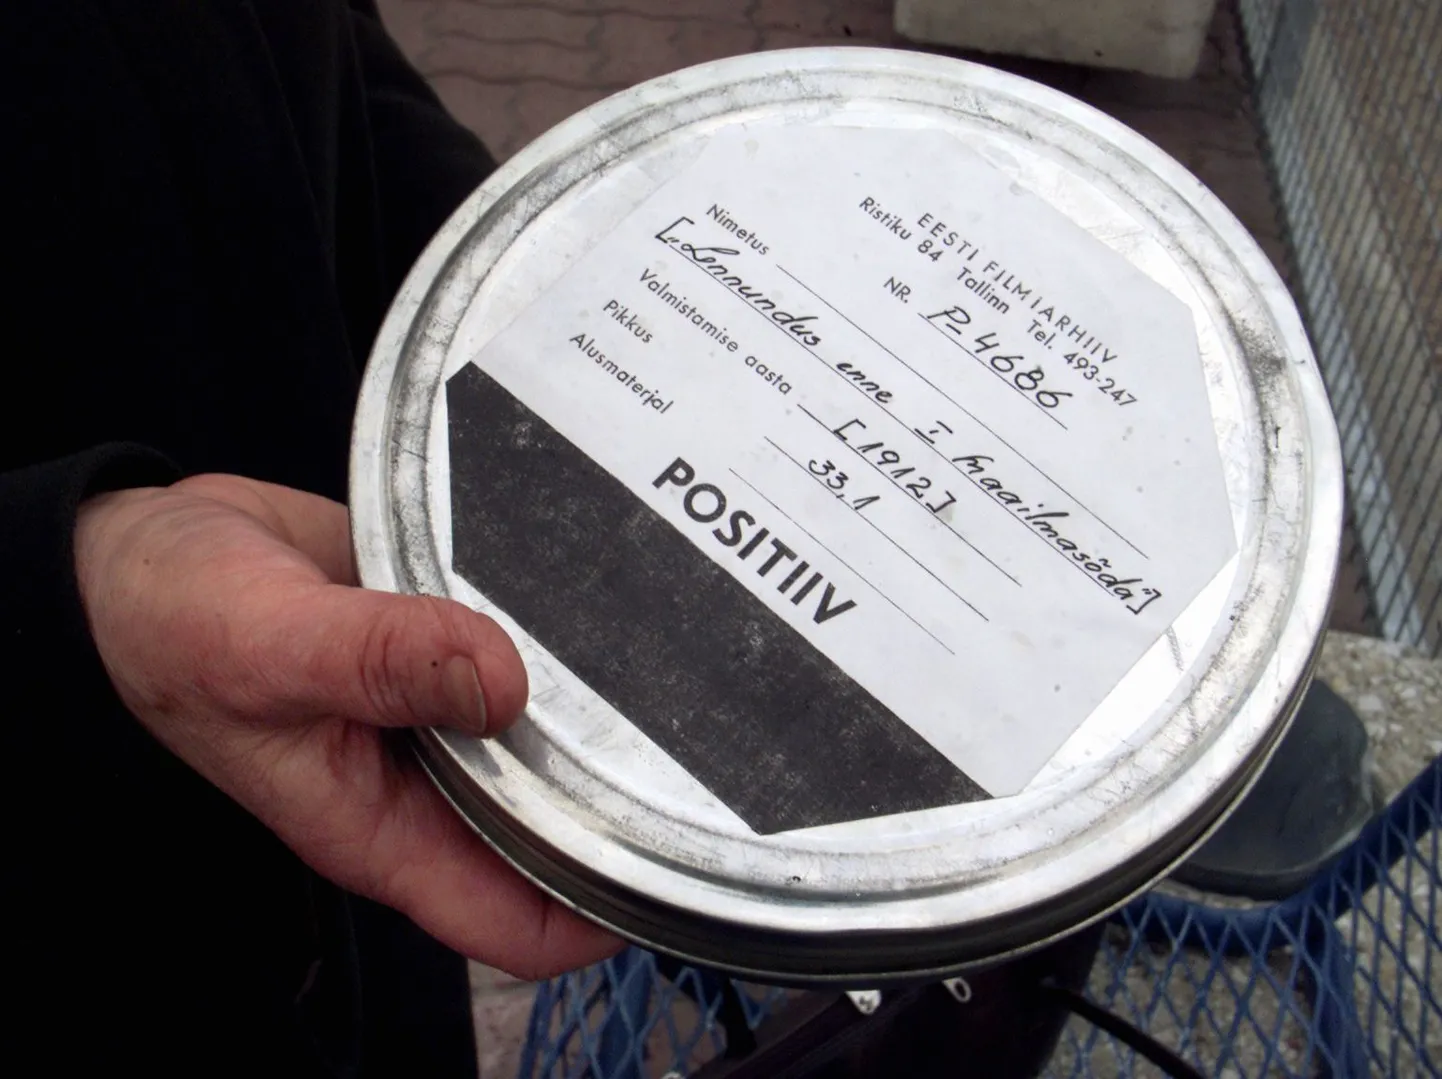 EESTI FILMIARHIIV
Ristiku 84 Tallinn Tel. 493-247
NR. P-4686
Nimetus
[„Lennundus enne I maailmasõda"]
Valmistamise aasta [1912]
Pikkus 33,1
Alusmaterjal
POSITIIV